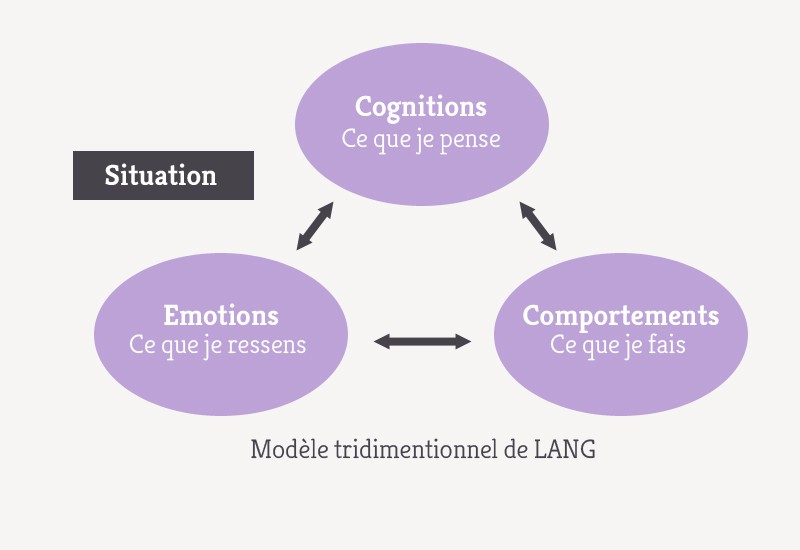 Cognitions
Ce que je pense
Situation
Emotions
Ce que je ressens
Comportements
Ce que je fais
Modèle tridimentionnel de LANG